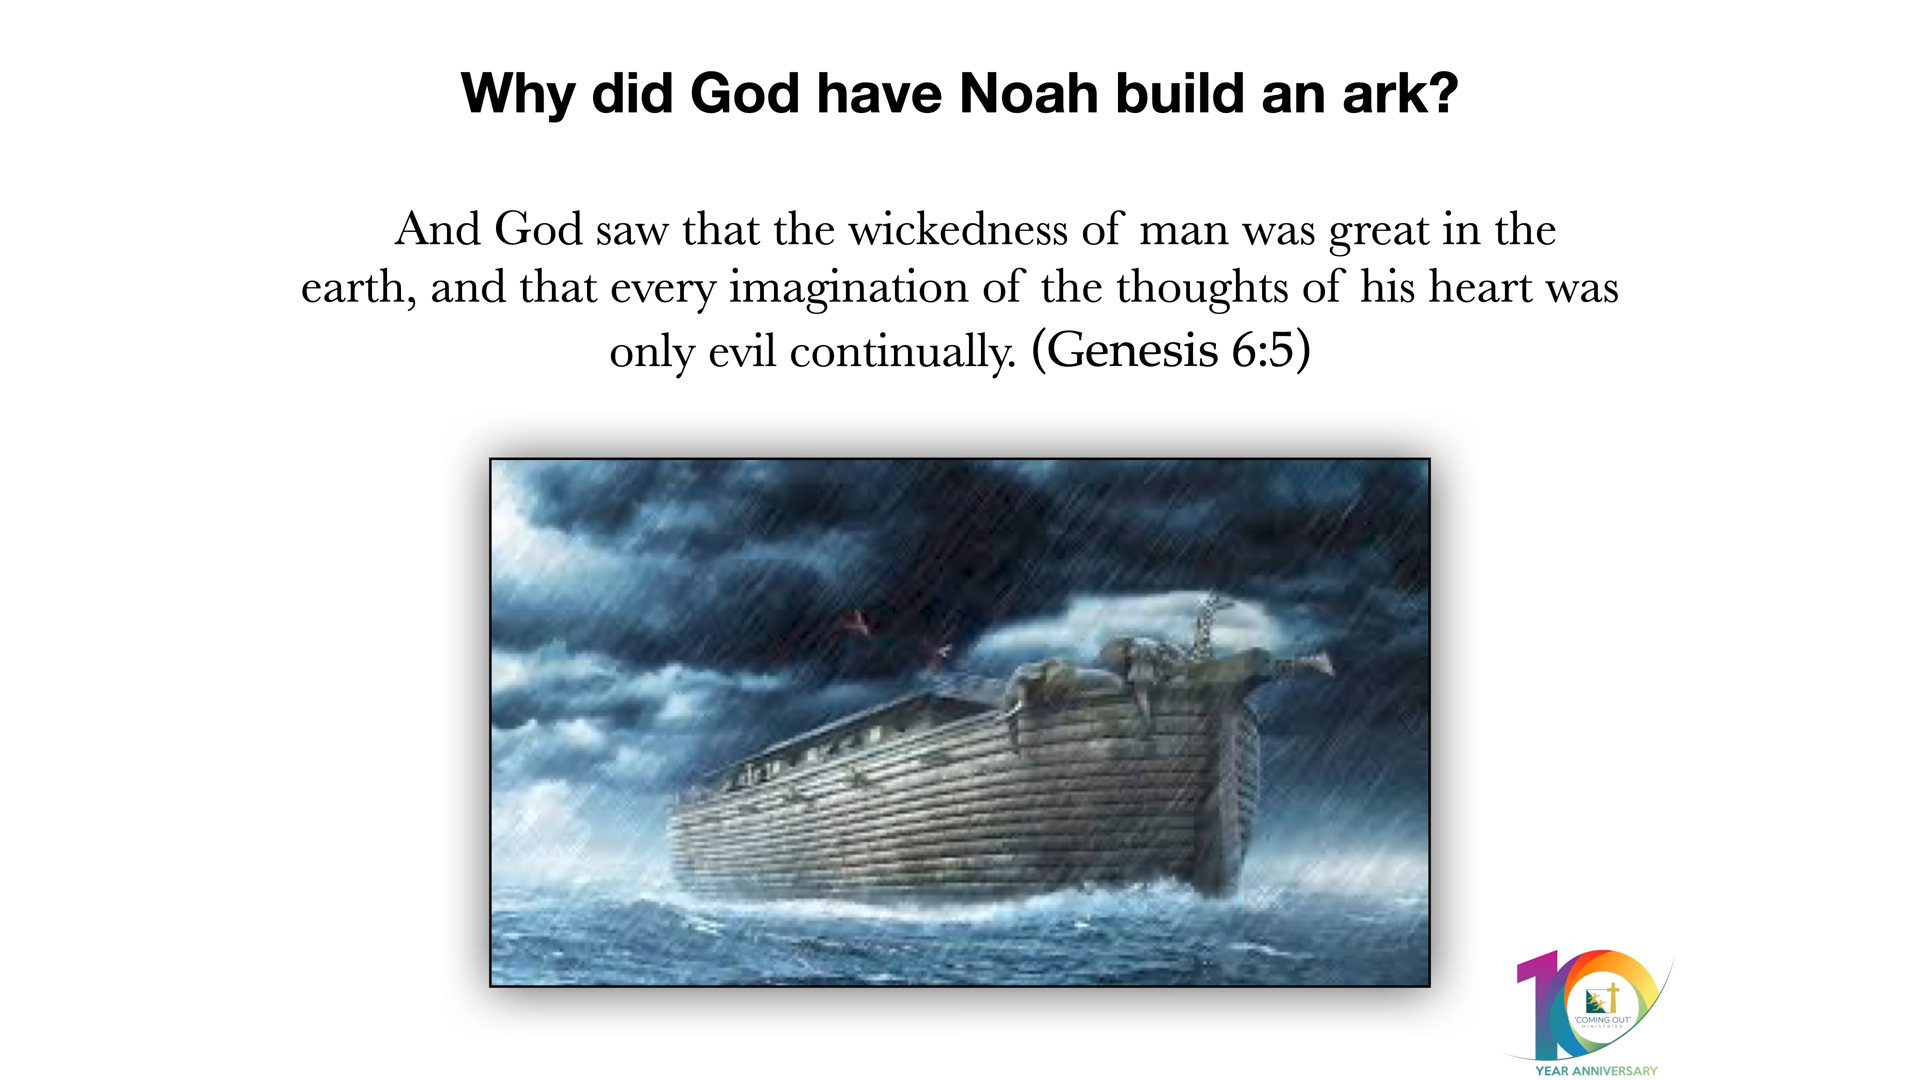 Why did God have Noah build an ark?
And God saw that the wickedness of man was great in the
earth, and that every imagination of the thoughts of his heart was
only evil continually. (Genesis 6:5)
10
'COMING OUT'
MINISTRIES
YEAR ANNIVERSARY